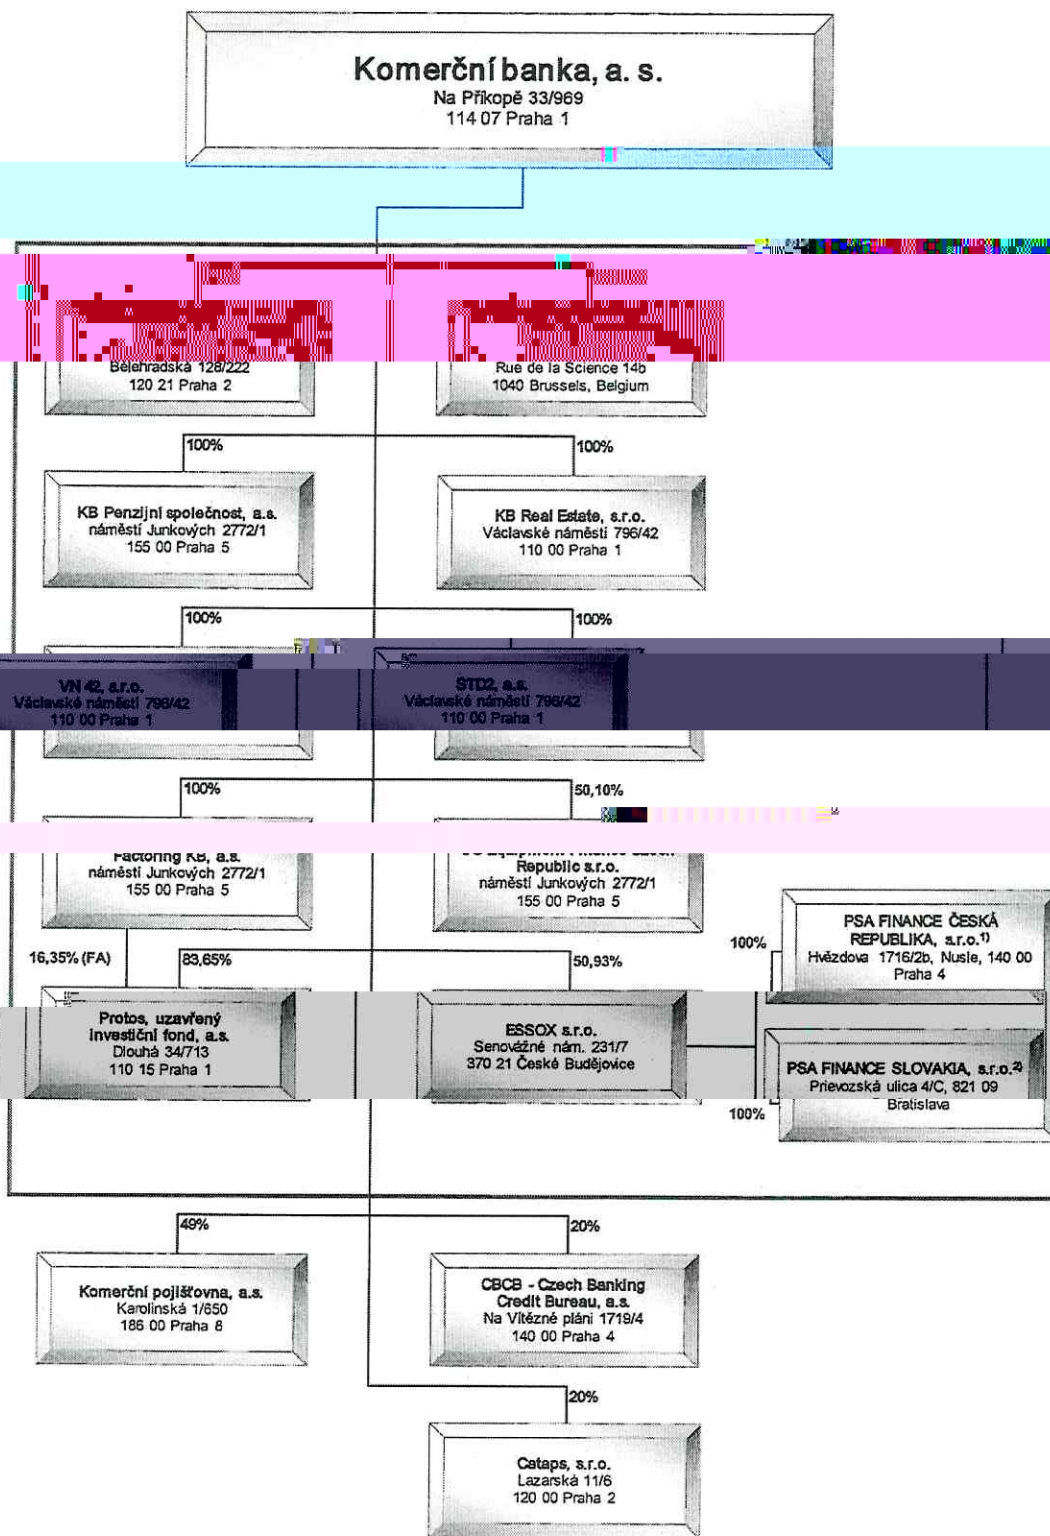 Komerční banka, a. s.
Na Příkopě 33/969
114 07 Praha 1
Bělehradská 128/222
120 21 Praha 2
Rue de la Science 14b
1040 Brussels, Belgium
100%
100%
KB Penzijní společnost, a.s.
náměstí Junkových 2772/1
155 00 Praha 5
KB Real Estate, s.r.o.
Václavské náměstí 796/42
110 00 Praha 1
100%
100%
VN 42, s.r.o.
Václavské náměstí 796/42
110 00 Praha 1
STD2, a.s.
Václavské náměstí 796/42
110 00 Praha 1
100%
50,10%
Factoring KB, a.s.
náměstí Junkových 2772/1
155 00 Praha 5
Republic s.r.o.
náměstí Junkových 2772/1
155 00 Praha 5
16,35% (FA)
83,65%
50,93%
100%
PSA FINANCE ČESKÁ
REPUBLIKA, s.r.o.1)
Hvězdova 1716/2b, Nusle, 140 00
Praha 4
Protos, uzavřený
investiční fond, a.s.
Dlouhá 34/713
110 15 Praha 1
ESSOX s.r.o.
Senovážné nám. 231/7
370 21 České Budějovice
PSA FINANCE SLOVAKIA, s.r.o.2)
Prievozská ulica 4/C, 821 09
Bratislava
100%
49%
20%
Komerční pojišťovna, a.s.
Karolinská 1/650
186 00 Praha 8
CBCB - Czech Banking
Credit Bureau, a.s.
Na Vítězné pláni 1719/4
140 00 Praha 4
20%
Cataps, s.r.o.
Lazarská 11/6
120 00 Praha 2